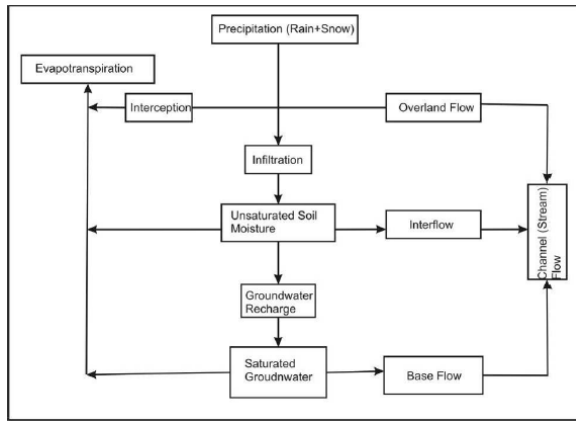 Precipitation (Rain+Snow)
Evapotranspiration
Interception
Overland Flow
Infiltration
Unsaturated Soil
Moisture
Interflow
Channel (Stream)
Flow
Groundwater
Recharge
Saturated
Groudnwater
Base Flow